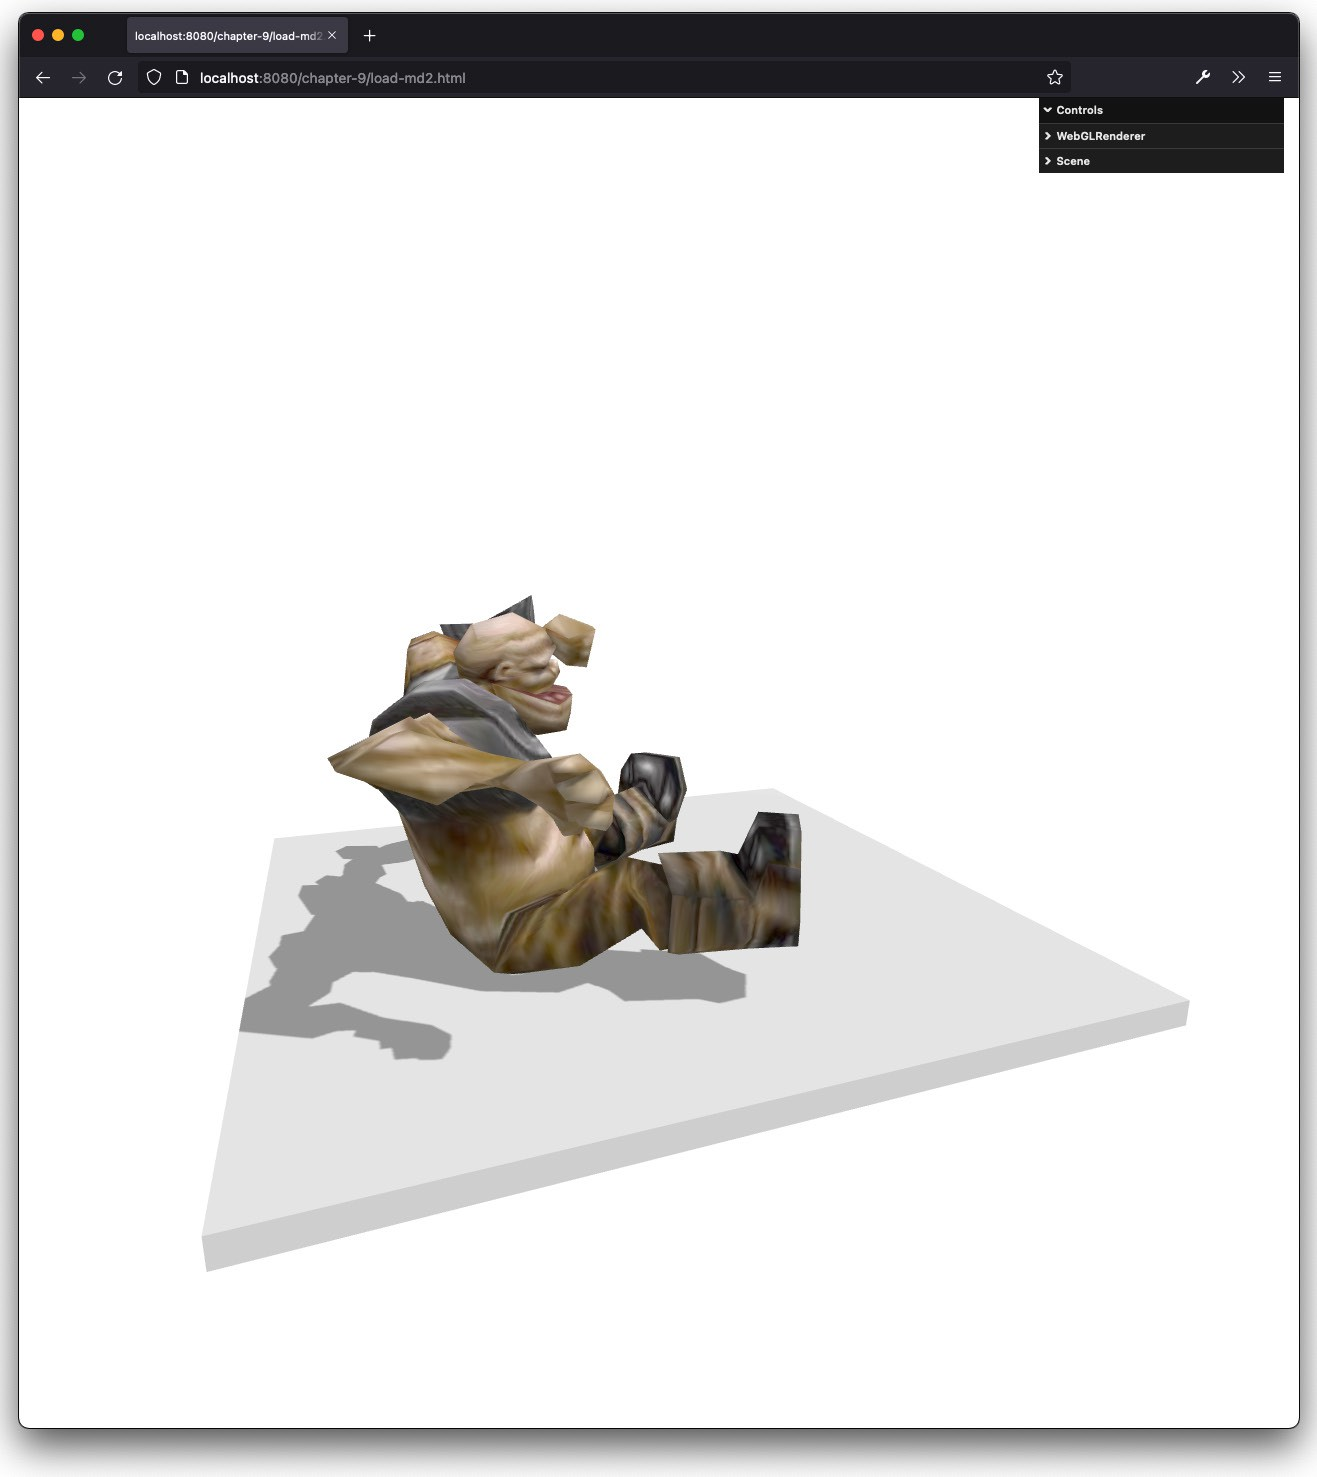 localhost:8080/chapter-9/load-md2
localhost:8080/chapter-9/load-md2.html
Controls
WebGLRenderer
Scene